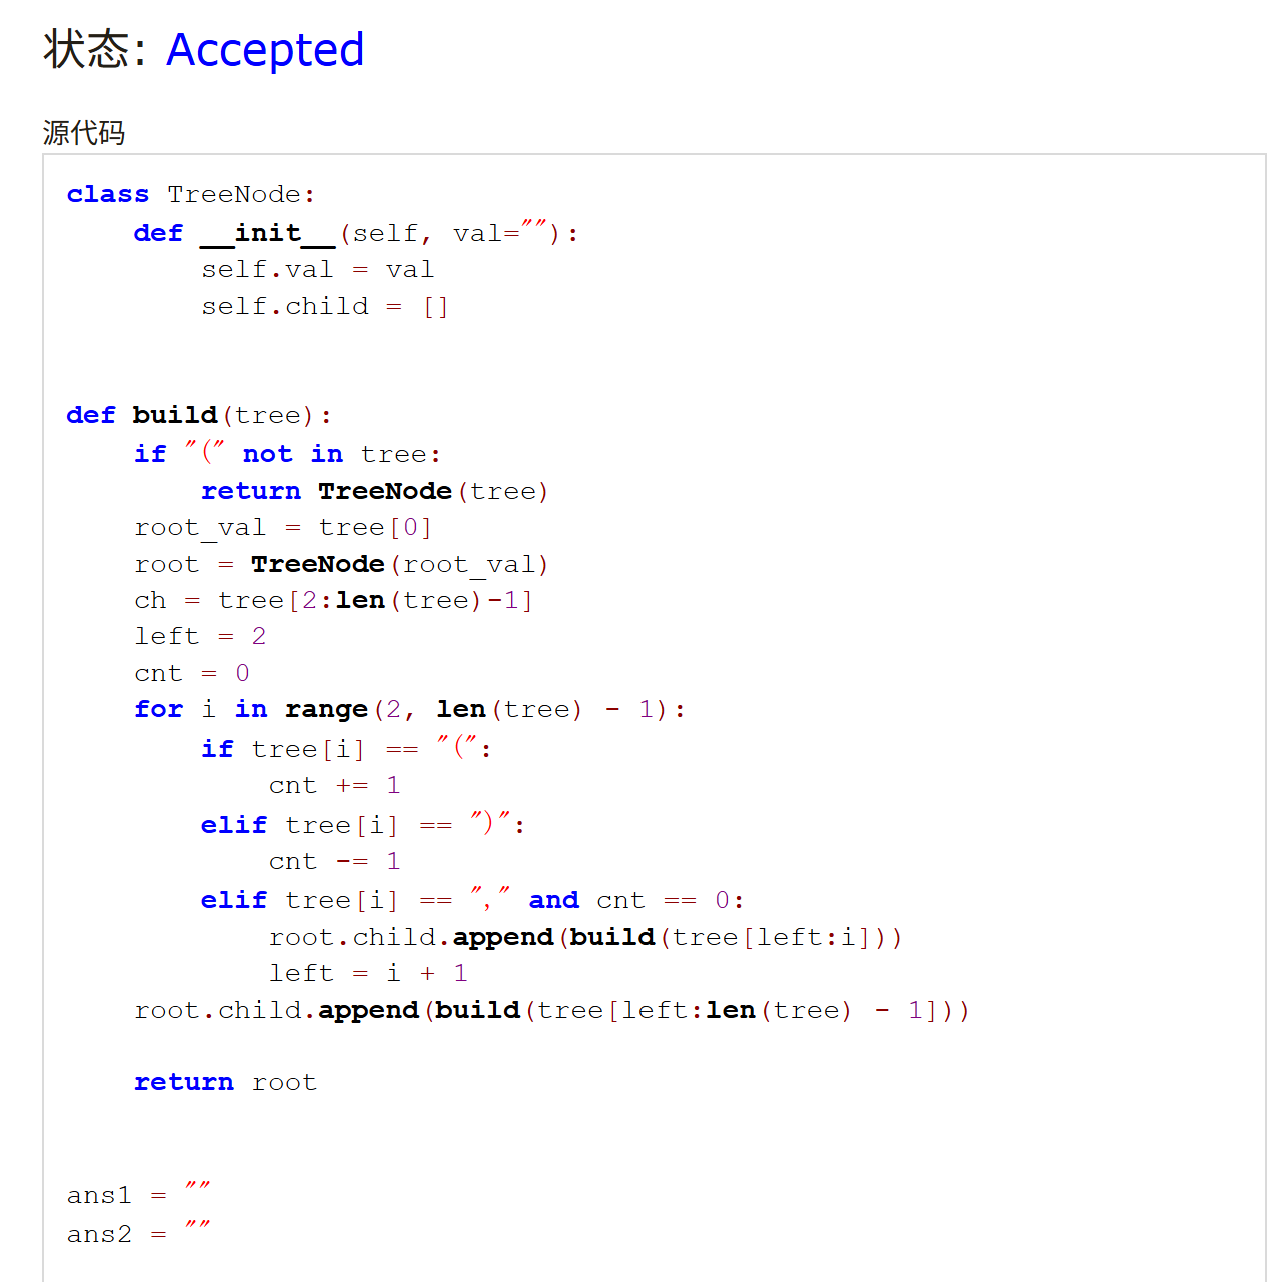 状态: Accepted
源代码
class TreeNode:
    def __init__(self, val=""):
        self.val = val
        self.child = []
def build(tree):
    if "(" not in tree:
        return TreeNode(tree)
    root_val = tree[0]
    root = TreeNode(root_val)
    ch = tree[2:len(tree)-1]
    left = 2
    cnt = 0
    for i in range(2, len(tree) - 1):
        if tree[i] == "(":
            cnt += 1
        elif tree[i] == ")":
            cnt -= 1
        elif tree[i] == "," and cnt == 0:
            root.child.append(build(tree[left:i]))
            left = i + 1
    root.child.append(build(tree[left:len(tree) - 1]))
    return root
ans1 = ""
ans2 = ""